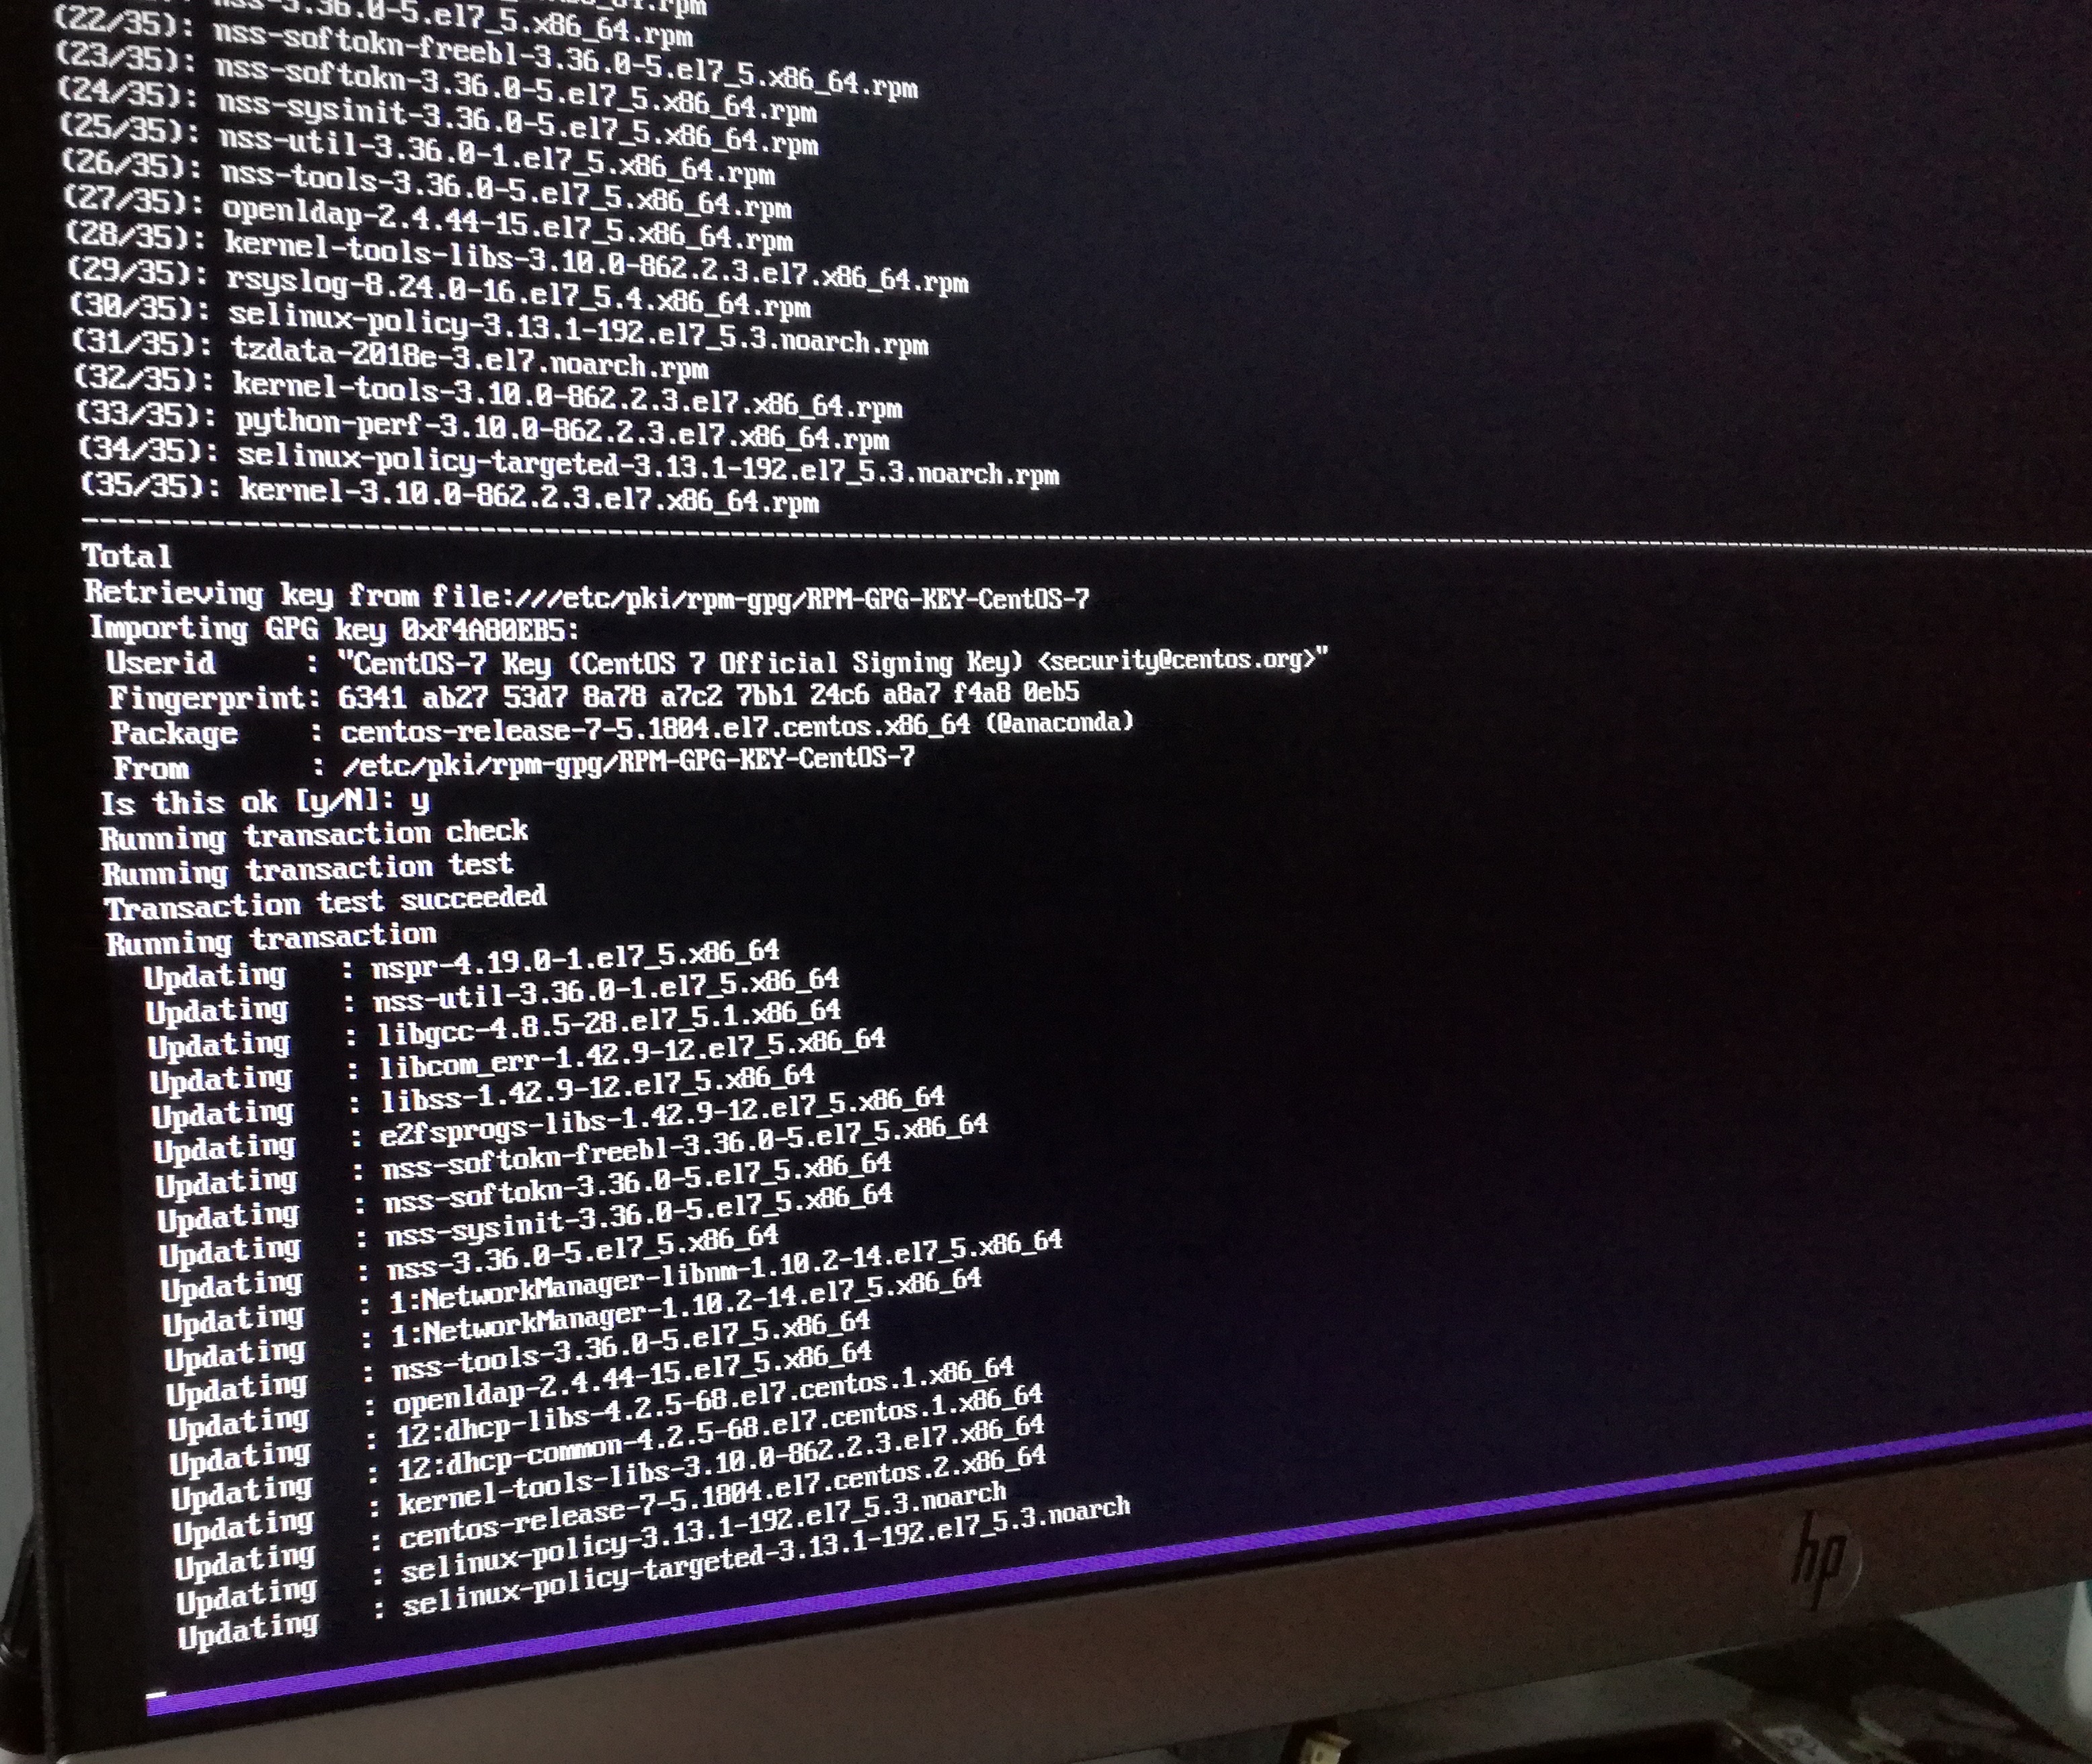 nss-3.36.0-5.el7_5.x86_64.rpm
(22/35): nss-softokn-freebl-3.36.0-5.el7_5.x86_64.rpm
(23/35): nss-softokn-3.36.0-5.el7_5.x86_64.rpm
(24/35): nss-sysinit-3.36.0-5.el7_5.x86_64.rpm
(25/35): nss-util-3.36.0-1.el7_5.x86_64.rpm
(26/35): nss-tools-3.36.0-5.el7_5.x86_64.rpm
(27/35): openldap-2.4.44-15.el7_5.x86_64.rpm
(28/35): kernel-tools-libs-3.10.0-862.2.3.el7.x86_64.rpm
(29/35): rsyslog-8.24.0-16.el7_5.4.x86_64.rpm
(30/35): selinux-policy-3.13.1-192.el7_5.3.noarch.rpm
(31/35): tzdata-2018e-3.el7.noarch.rpm
(32/35): kernel-tools-3.10.0-862.2.3.el7.x86_64.rpm
(33/35): python-perf-3.10.0-862.2.3.el7.x86_64.rpm
(34/35): selinux-policy-targeted-3.13.1-192.el7_5.3.noarch.rpm
(35/35): kernel-3.10.0-862.2.3.el7.x86_64.rpm
Total
Retrieving key from file:///etc/pki/rpm-gpg/RPM-GPG-KEY-CentOS-7
Importing GPG key 0xF4A80EB5:
Userid : "CentOS-7 Key (CentOS 7 Official Signing Key) <security@centos.org>"
Fingerprint: 6341 ab27 53d7 8a78 a7c2 7bb1 24c6 a8a7 f4a8 0eb5
Package : centos-release-7-5.1804.el7.centos.x86_64 (@anaconda)
From : /etc/pki/rpm-gpg/RPM-GPG-KEY-CentOS-7
Is this ok [y/N]: y
Running transaction check
Running transaction test
Transaction test succeeded
Running transaction
Updating : nspr-4.19.0-1.el7_5.x86_64
Updating : nss-util-3.36.0-1.el7_5.x86_64
Updating : libgcc-4.8.5-28.el7_5.1.x86_64
Updating : libcom_err-1.42.9-12.el7_5.x86_64
Updating : libss-1.42.9-12.el7_5.x86_64
Updating : e2fsprogs-libs-1.42.9-12.el7_5.x86_64
Updating : nss-softokn-freebl-3.36.0-5.el7_5.x86_64
Updating : nss-softokn-3.36.0-5.el7_5.x86_64
Updating : nss-sysinit-3.36.0-5.el7_5.x86_64
Updating : nss-3.36.0-5.el7_5.x86_64
Updating : 1:NetworkManager-libnm-1.10.2-14.el7_5.x86_64
Updating : 1:NetworkManager-1.10.2-14.el7_5.x86_64
Updating : nss-tools-3.36.0-5.el7_5.x86_64
Updating : openldap-2.4.44-15.el7_5.x86_64
Updating : 12:dhcp-libs-4.2.5-68.el7.centos.1.x86_64
Updating : 12:dhcp-common-4.2.5-68.el7.centos.1.x86_64
Updating : kernel-tools-libs-3.10.0-862.2.3.el7.x86_64
Updating : centos-release-7-5.1804.el7.centos.2.x86_64
Updating : selinux-policy-3.13.1-192.el7_5.3.noarch
Updating : selinux-policy-targeted-3.13.1-192.el7_5.3.noarch
hp